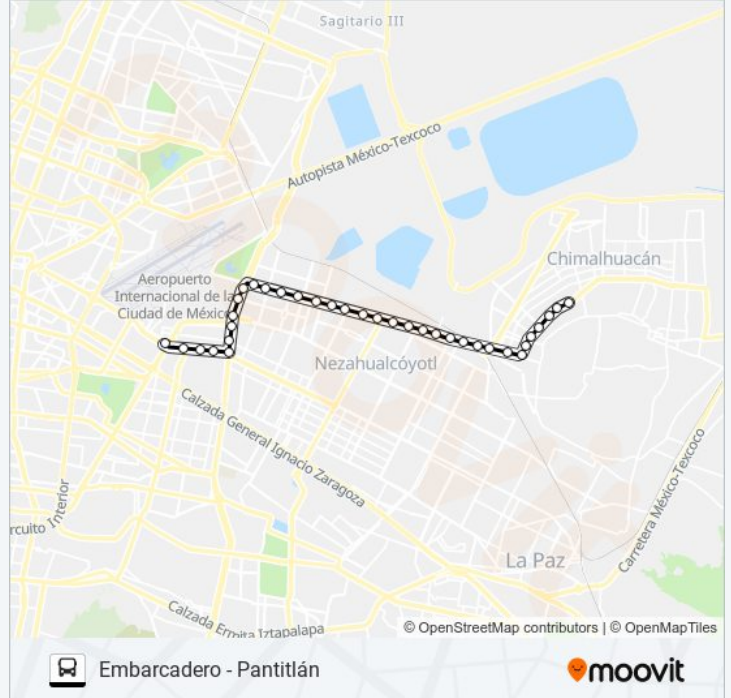 Sagitario III
Autopista México-Texcoco
Chimalhuacán
Aeropuerto
Internacional de la
Ciudad de México
Nezahualcóyotl
Calzada General Ignacio Zaragoza
Carretera México-Texcoco
rcuito Interior
La Paz
Calzada Ermita Iztapalapa
© OpenStreetMap contributors | © OpenMapTiles
Embarcadero - Pantitlán
moovit